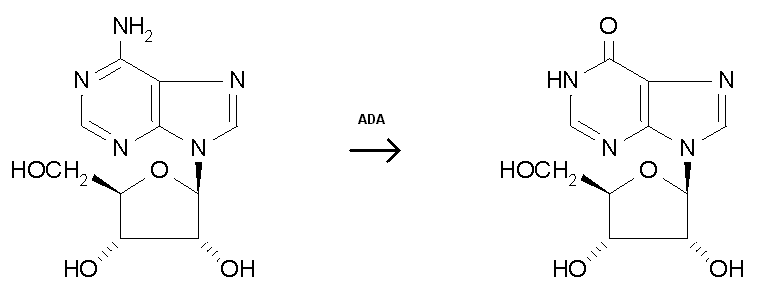 NH2 O
N N HN N
ADA
N N N N
HOCH2 O HOCH2 O
HO OH HO OH